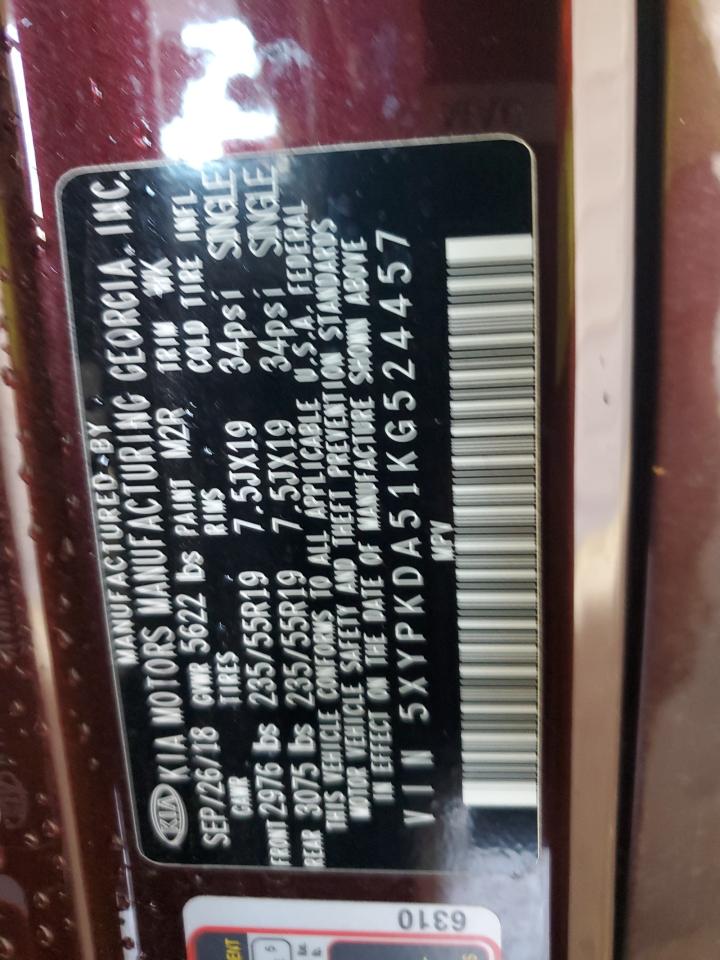 MANUFACTURED BY
KIA KIA MOTORS MANUFACTURING GEORGIA, INC.
SEP/26/18 GVWR 5622 lbs PAINT M2R TRIM WK
GAWR TIRES RIMS COLD TIRE INFL
FRONT 2976 lbs 235/55R19 7.5JX19 34psi SINGLE
REAR 3075 lbs 235/55R19 7.5JX19 34psi SINGLE
THIS VEHICLE CONFORMS TO ALL APPLICABLE U.S.A. FEDERAL
MOTOR VEHICLE SAFETY AND THEFT PREVENTION STANDARDS
IN EFFECT ON THE DATE OF MANUFACTURE SHOWN ABOVE
VIN 5XYPKDA51KG524457
MPV
6310